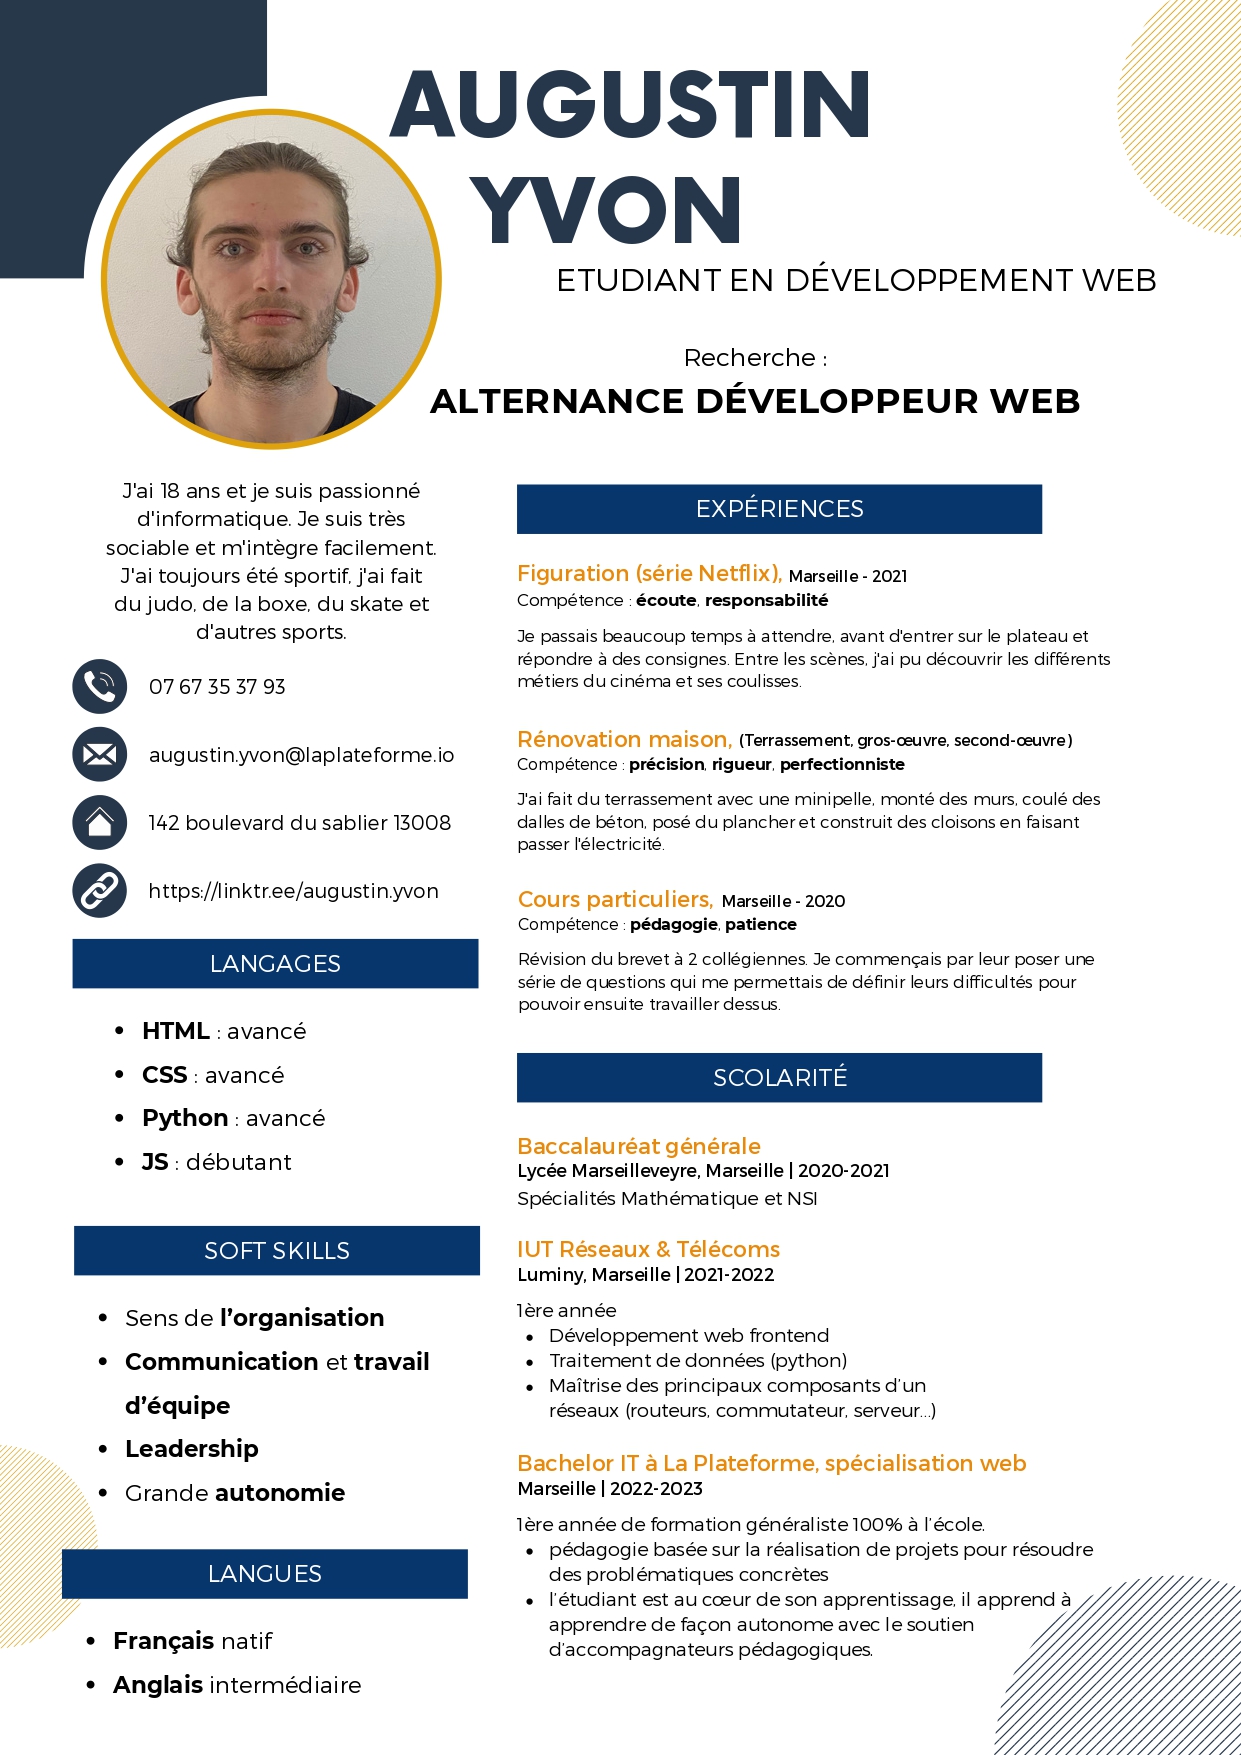 AUGUSTIN
YVON
ETUDIANT EN DÉVELOPPEMENT WEB
Recherche :
ALTERNANCE DÉVELOPPEUR WEB
J'ai 18 ans et je suis passionné
d'informatique. Je suis très
sociable et m'intègre facilement.
J'ai toujours été sportif, j'ai fait
du judo, de la boxe, du skate et
d'autres sports.
07 67 35 37 93
augustin.yvon@laplateforme.io
142 boulevard du sablier 13008
https://linktr.ee/augustin.yvon
LANGAGES
• HTML : avancé
• CSS : avancé
• Python : avancé
• JS : débutant
SOFT SKILLS
• Sens de l’organisation
• Communication et travail
d’équipe
• Leadership
• Grande autonomie
LANGUES
• Français natif
• Anglais intermédiaire
EXPÉRIENCES
Figuration (série Netflix), Marseille - 2021
Compétence : écoute, responsabilité
Je passais beaucoup temps à attendre, avant d'entrer sur le plateau et
répondre à des consignes. Entre les scènes, j'ai pu découvrir les différents
métiers du cinéma et ses coulisses.
Rénovation maison, (Terrassement, gros-œuvre, second-œuvre)
Compétence : précision, rigueur, perfectionniste
J'ai fait du terrassement avec une minipelle, monté des murs, coulé des
dalles de béton, posé du plancher et construit des cloisons en faisant
passer l'électricité.
Cours particuliers, Marseille - 2020
Compétence : pédagogie, patience
Révision du brevet à 2 collégiennes. Je commençais par leur poser une
série de questions qui me permettais de définir leurs difficultés pour
pouvoir ensuite travailler dessus.
SCOLARITÉ
Baccalauréat générale
Lycée Marseilleveyre, Marseille | 2020-2021
Spécialités Mathématique et NSI
IUT Réseaux & Télécoms
Luminy, Marseille | 2021-2022
1ère année
• Développement web frontend
• Traitement de données (python)
• Maîtrise des principaux composants d’un
réseaux (routeurs, commutateur, serveur...)
Bachelor IT à La Plateforme, spécialisation web
Marseille | 2022-2023
1ère année de formation généraliste 100% à l’école.
• pédagogie basée sur la réalisation de projets pour résoudre
des problématiques concrètes
• l’étudiant est au cœur de son apprentissage, il apprend à
apprendre de façon autonome avec le soutien
d’accompagnateurs pédagogiques.